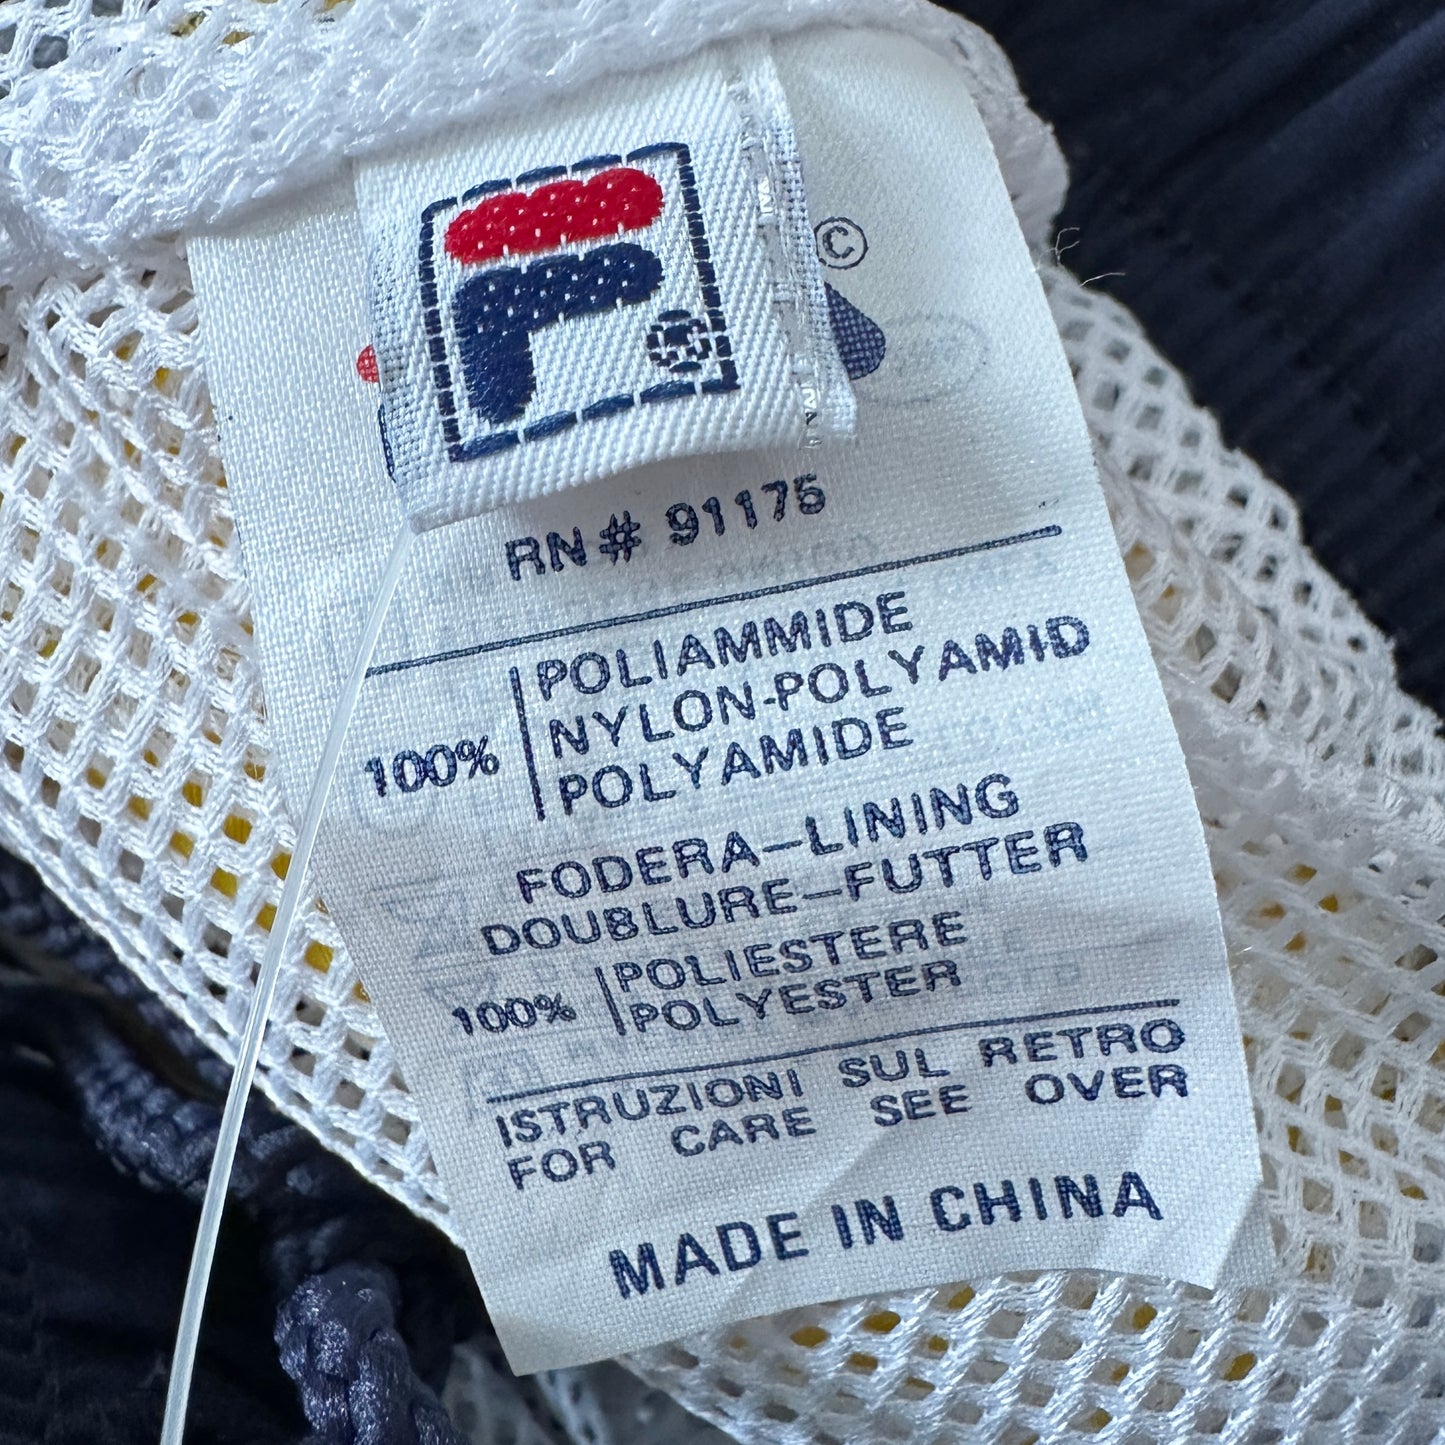 F
©
RN # 91175
100%
POLIAMMIDE
NYLON-POLYAMID
POLYAMIDE
FODERA—LINING
DOUBLURE—FUTTER
100%
POLIESTERE
POLYESTER
ISTRUZIONI SUL RETRO
FOR CARE SEE OVER
MADE IN CHINA